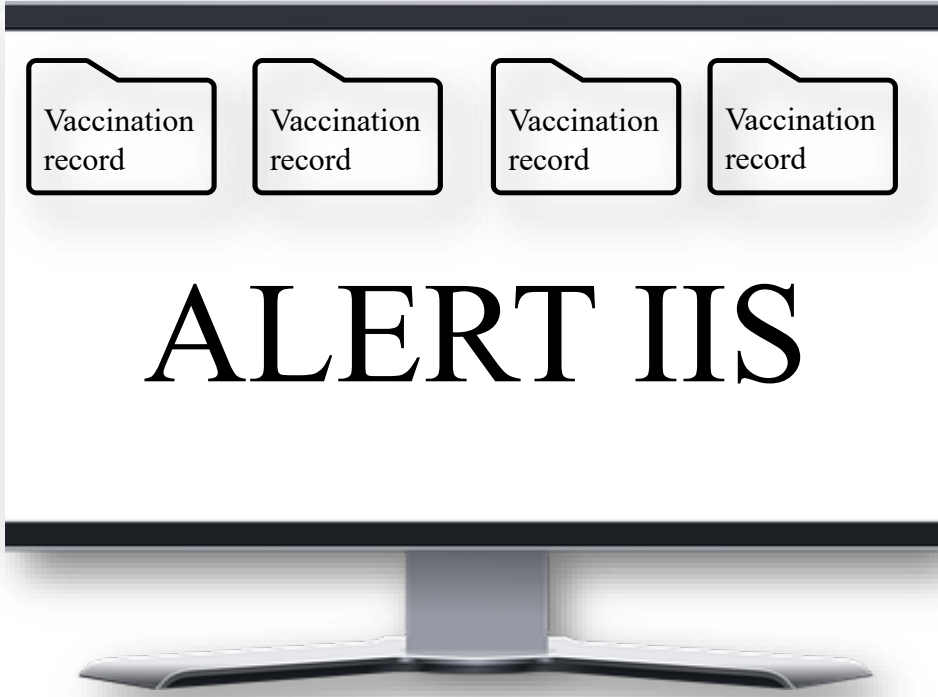 Vaccination
record
Vaccination
record
Vaccination
record
Vaccination
record
ALERT IIS